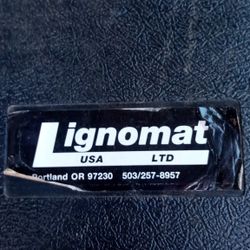 Lignomat
USA LTD
Portland OR 97230 503/257-8957